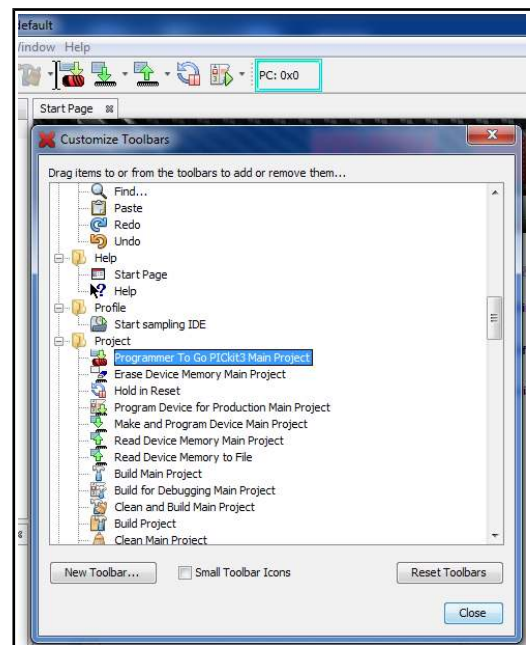 default
Window Help
PC: 0x0
Start Page
Customize Toolbars
Drag items to or from the toolbars to add or remove them...
Find...
Paste
Redo
Undo
Help
Start Page
Help
Profile
Start sampling IDE
Project
Programmer To Go PICkit3 Main Project
Erase Device Memory Main Project
Hold in Reset
Program Device for Production Main Project
Make and Program Device Main Project
Read Device Memory Main Project
Read Device Memory to File
Build Main Project
Build for Debugging Main Project
Clean and Build Main Project
Build Project
Clean Main Project
New Toolbar... Small Toolbar Icons Reset Toolbars
Close